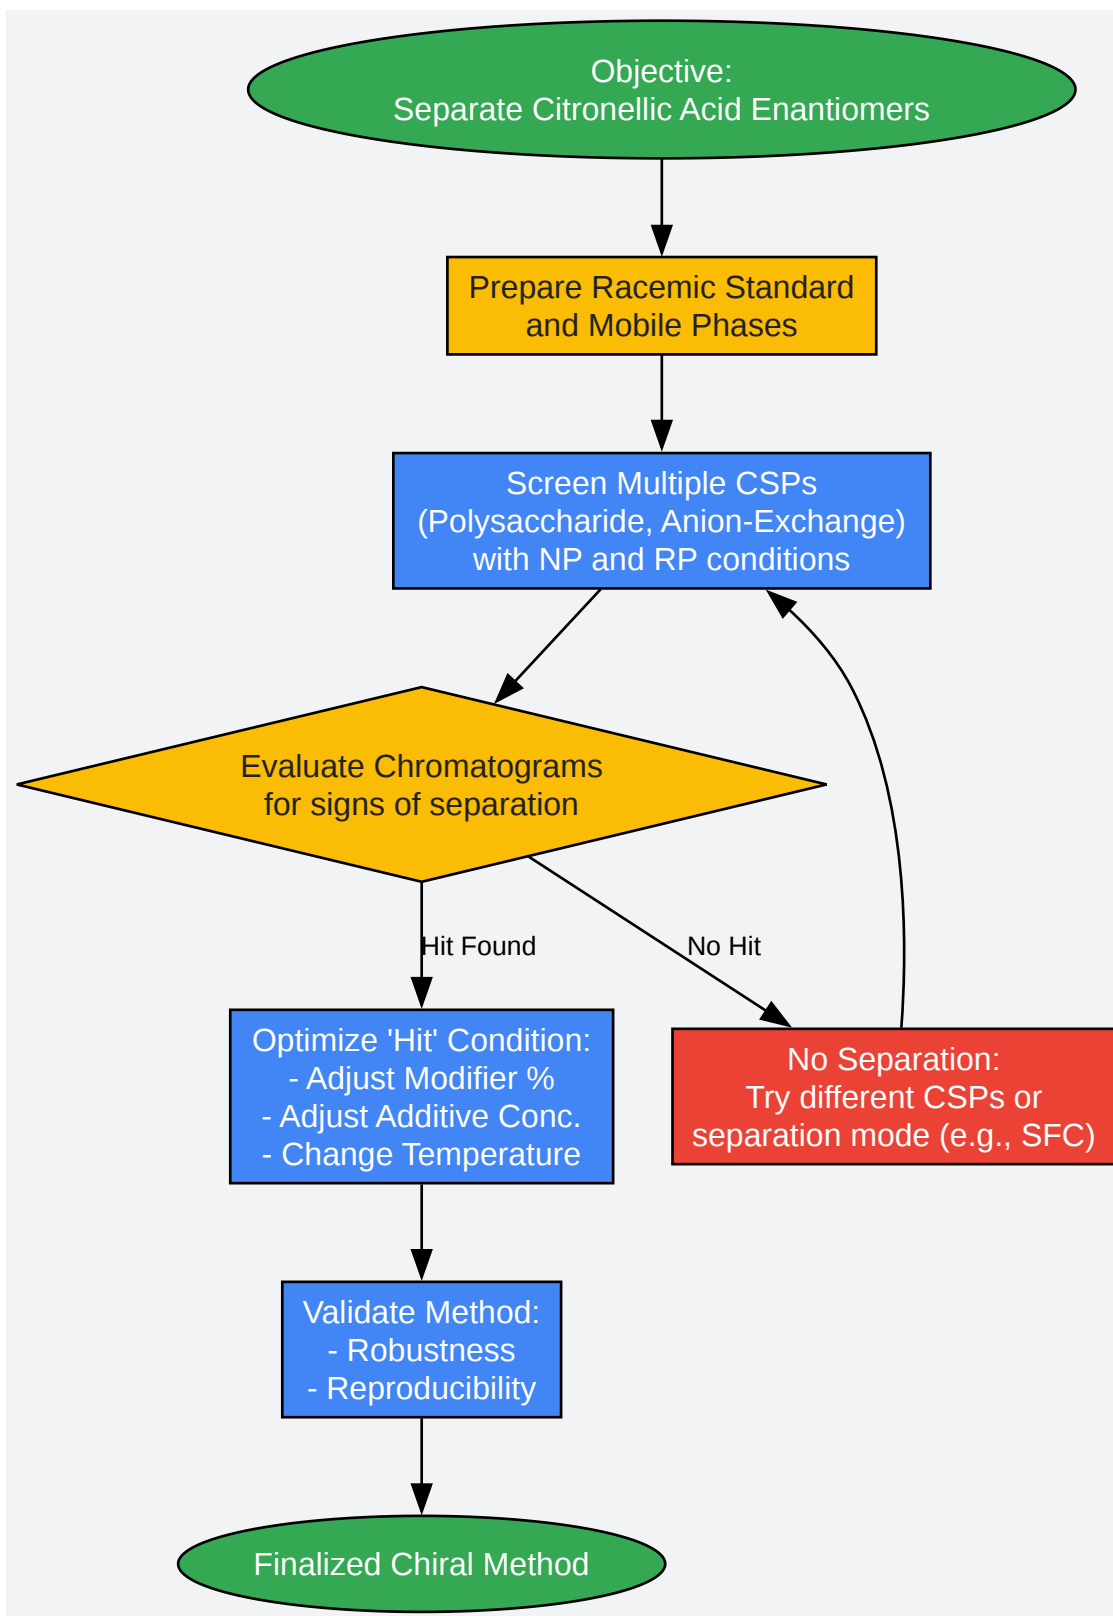 Objective:
Separate Citronellic Acid Enantiomers
Prepare Racemic Standard
and Mobile Phases
Screen Multiple CSPs
(Polysaccharide, Anion-Exchange)
with NP and RP conditions
Evaluate Chromatograms
for signs of separation
Hit Found
No Hit
Optimize 'Hit' Condition:
- Adjust Modifier %
- Adjust Additive Conc.
- Change Temperature
No Separation:
Try different CSPs or
separation mode (e.g., SFC)
Validate Method:
- Robustness
- Reproducibility
Finalized Chiral Method